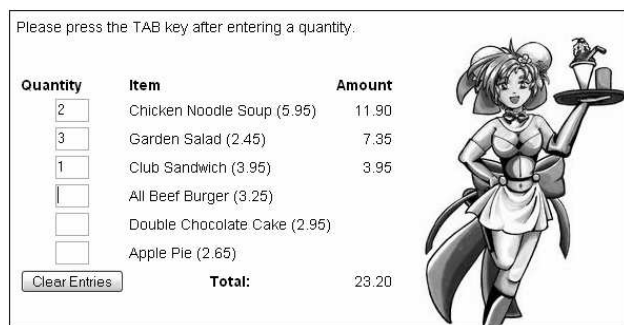 Please press the TAB key after entering a quantity.
Quantity Item Amount
2 Chicken Noodle Soup (5.95) 11.90
3 Garden Salad (2.45) 7.35
1 Club Sandwich (3.95) 3.95
All Beef Burger (3.25)
Double Chocolate Cake (2.95)
Apple Pie (2.65)
Clear Entries Total: 23.20